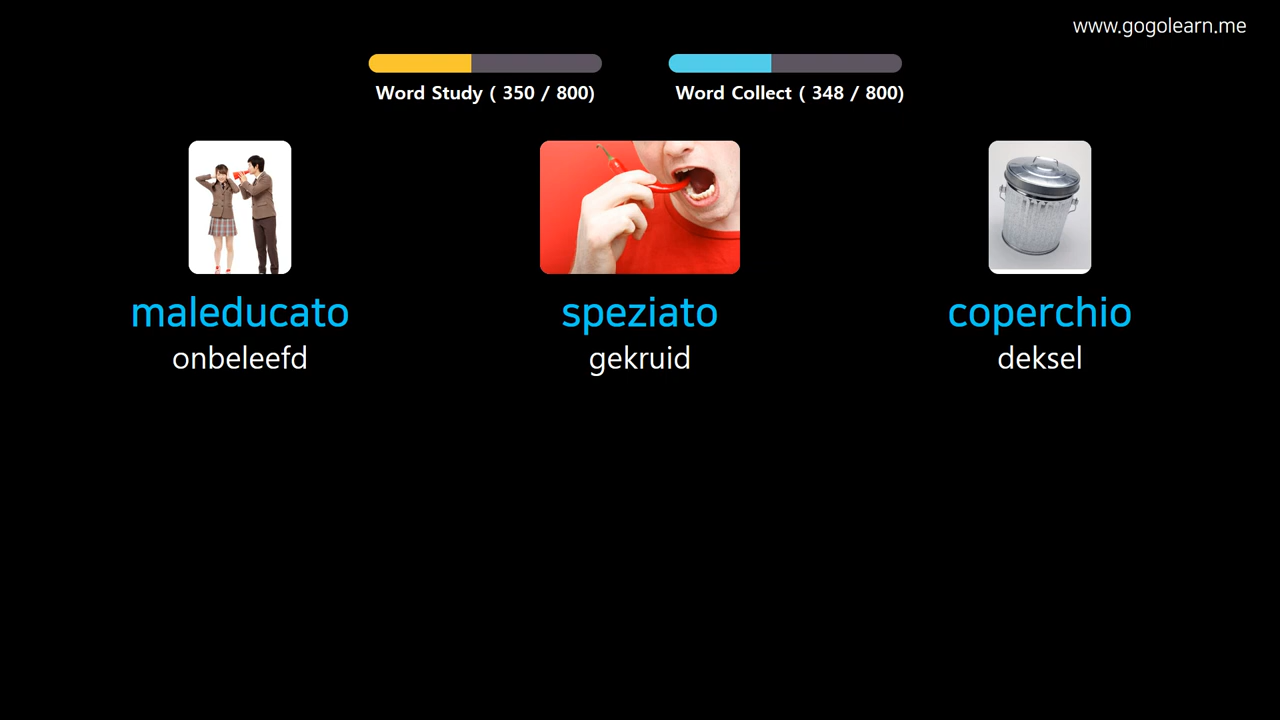 www.gogolearn.me
Word Study ( 350 / 800)
Word Collect ( 348 / 800)
maleducato
onbeleefd
speziato
gekruid
coperchio
deksel